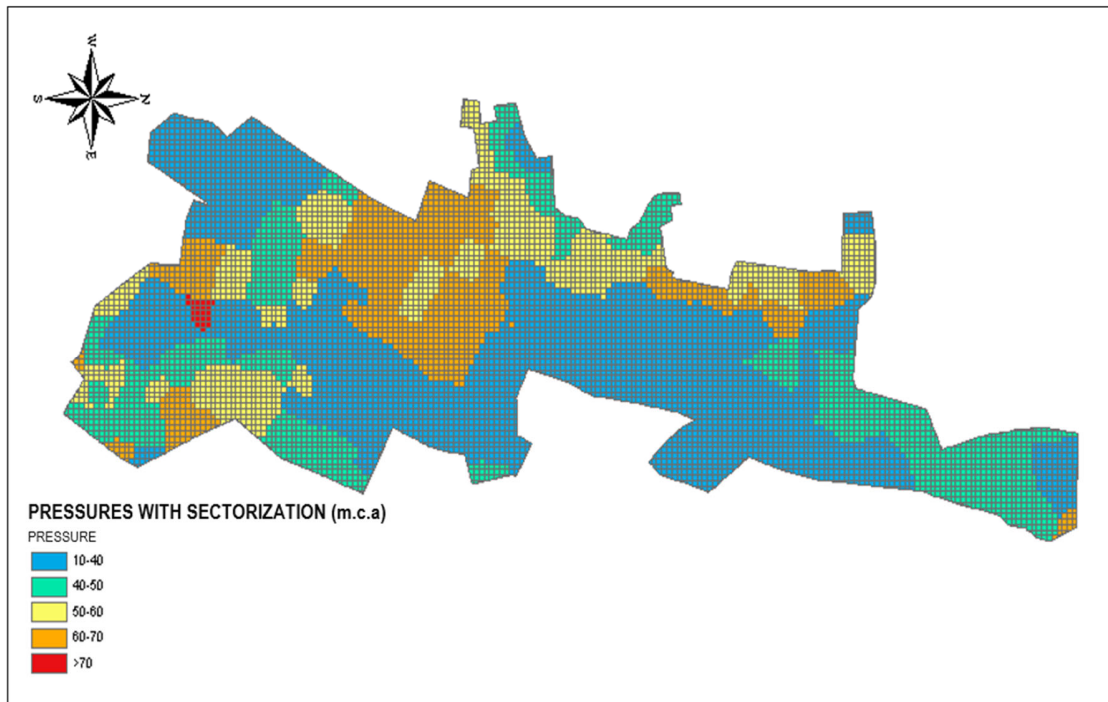 W
S N
E
PRESSURES WITH SECTORIZATION (m.c.a)
PRESSURE
10-40
40-50
50-60
60-70
>70